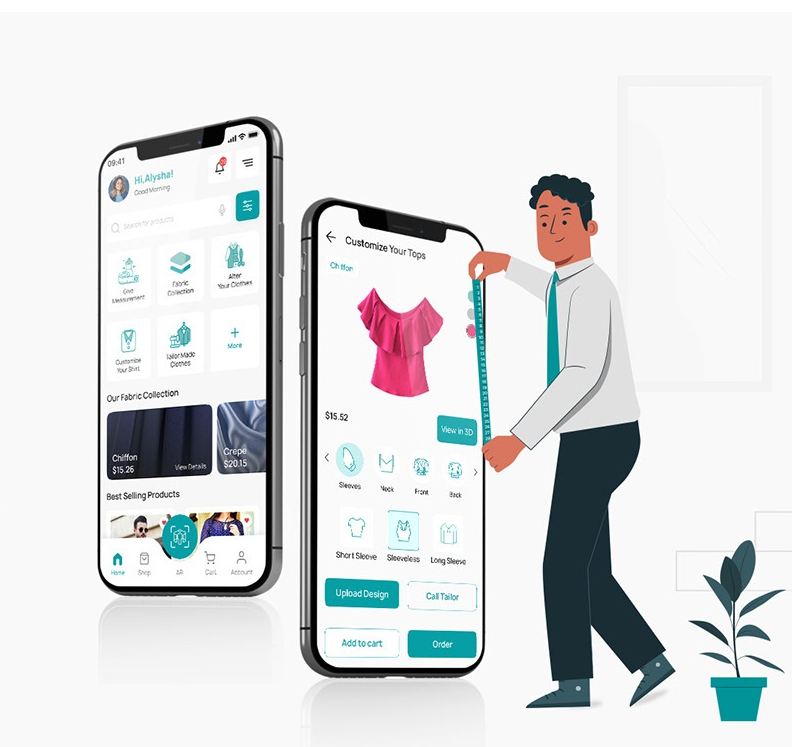 09:41
Hi, Alysha!
Good Morning
Search for products
Give
Measurement
Fabric
Collection
Alter
Your Clothes
Customize
Your Shirt
Tailor Made
Clothes
More
Our Fabric Collection
Chiffon
$15.26
View Details
Crepe
$20.15
Best Selling Products
Home
Shop
AR
Cart
Account
Customize Your Tops
Chiffon
$15.52
View in 3D
Sleeves
Neck
Front
Back
Short Sleeve
Sleeveless
Long Sleeve
Upload Design
Call Tailor
Add to cart
Order